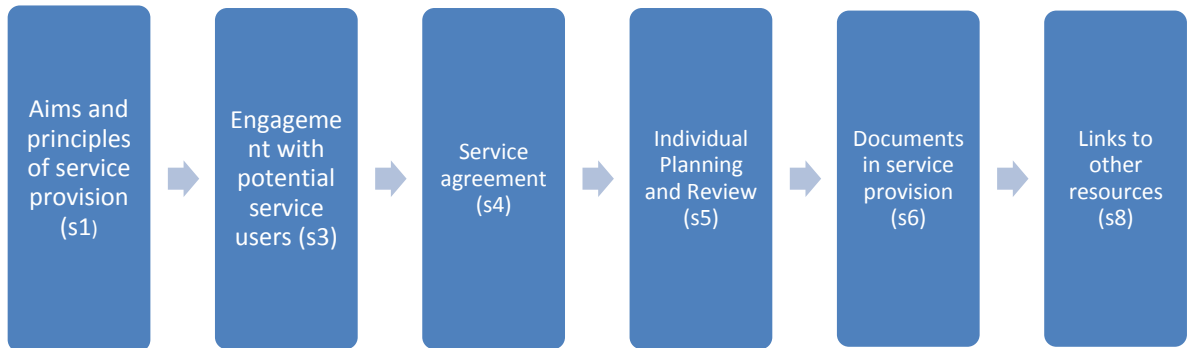 Aims and
principles
of service
provision
(s1)
Engageme
nt with
potential
service
users (s3)
Service
agreement
(s4)
Individual
Planning
and Review
(s5)
Documents
in service
provision
(s6)
Links to
other
resources
(s8)